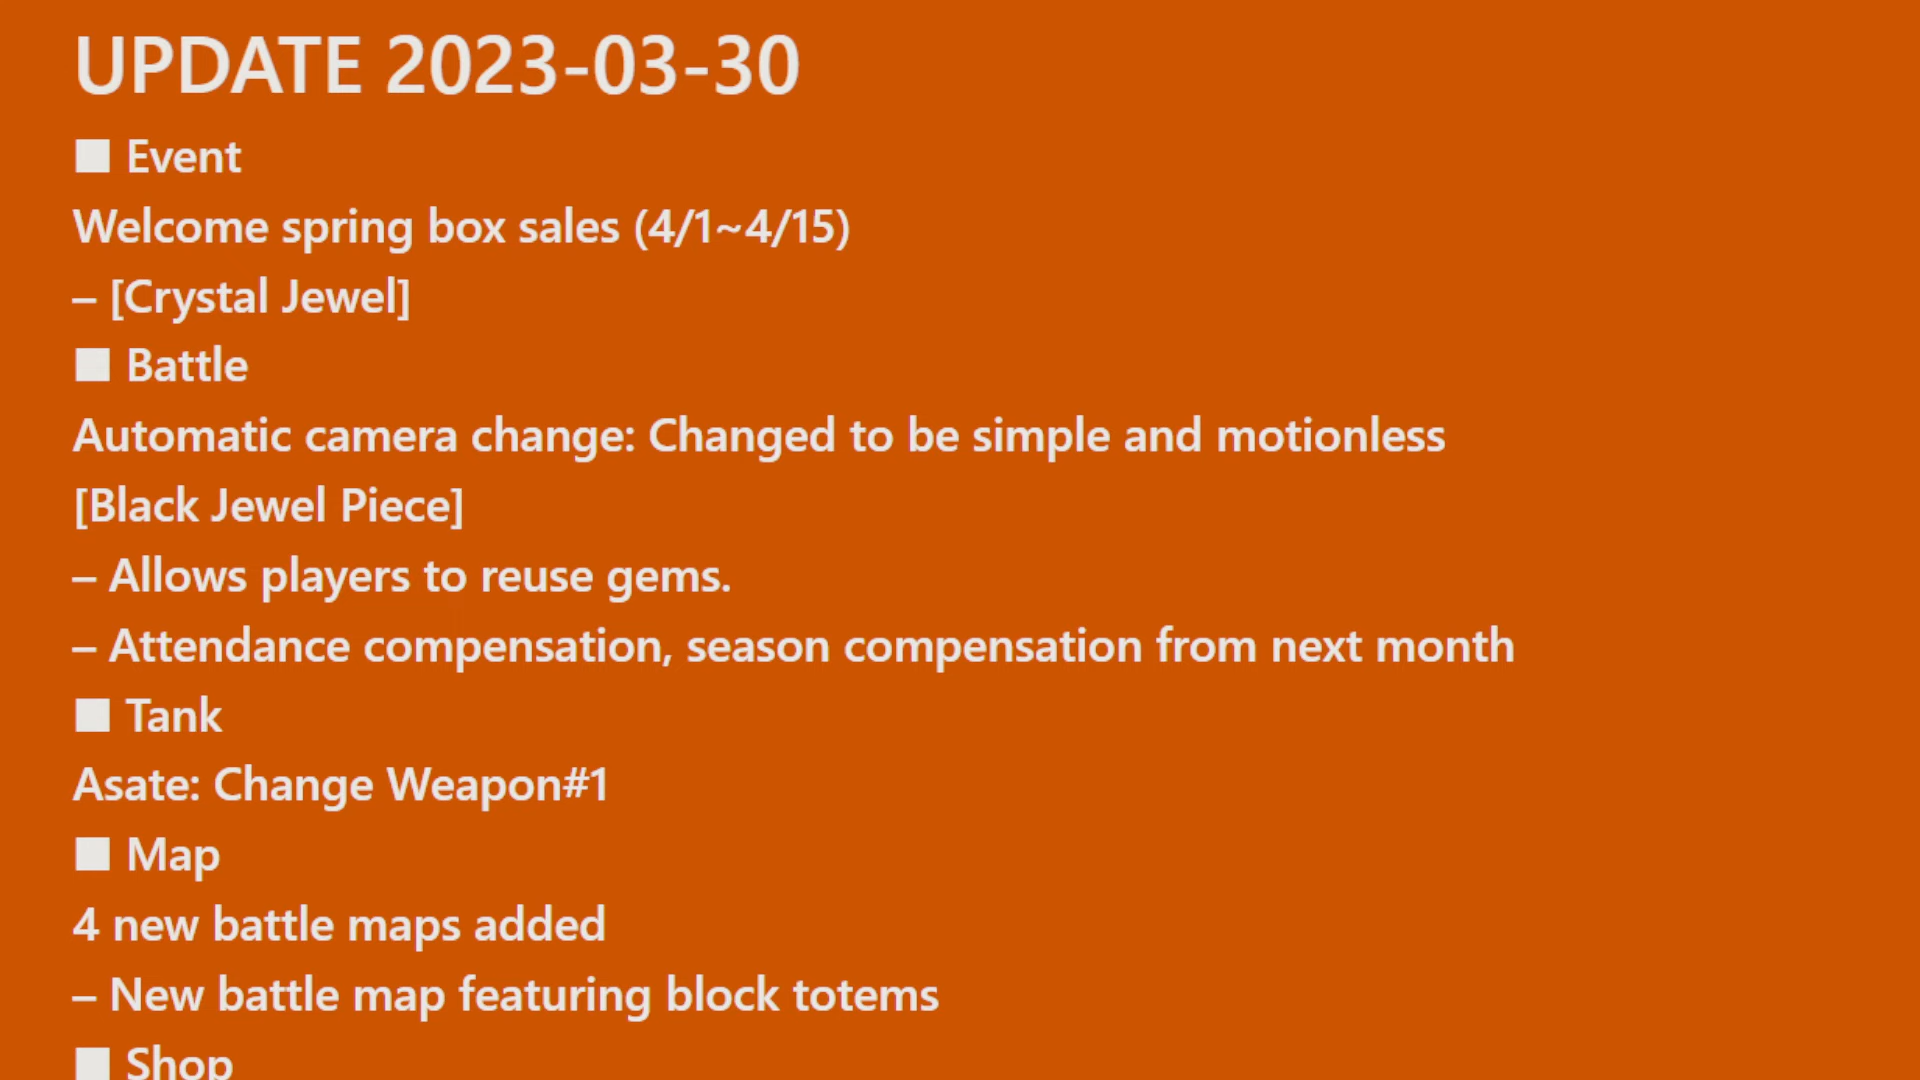 UPDATE 2023-03-30
■ Event
Welcome spring box sales (4/1~4/15)
– [Crystal Jewel]
■ Battle
Automatic camera change: Changed to be simple and motionless
[Black Jewel Piece]
– Allows players to reuse gems.
– Attendance compensation, season compensation from next month
■ Tank
Asate: Change Weapon#1
■ Map
4 new battle maps added
– New battle map featuring block totems
■ Shop